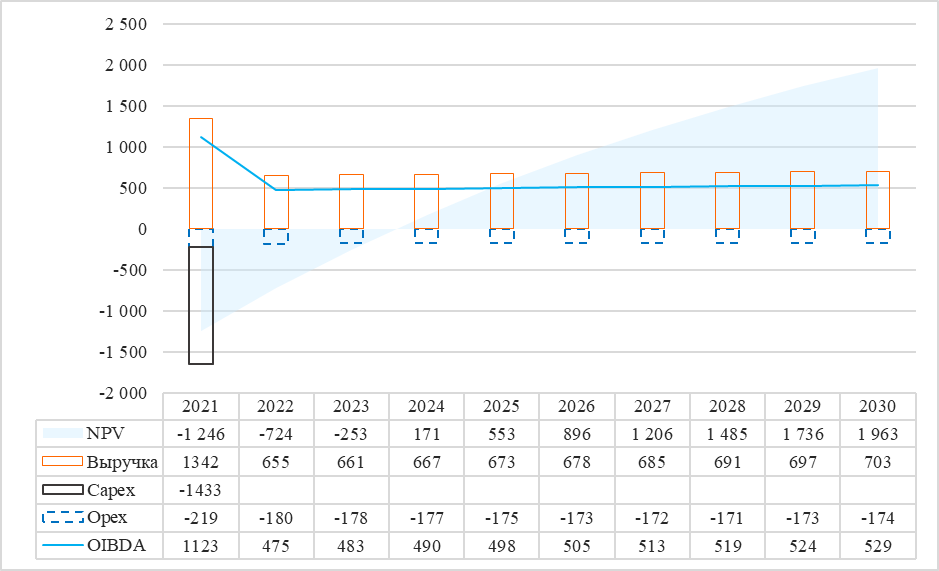 2 500
2 000
1 500
1 000
500
0
-500
-1 000
-1 500
-2 000
2021 2022 2023 2024 2025 2026 2027 2028 2029 2030
NPV -1 246 -724 -253 171 553 896 1 206 1 485 1 736 1 963
Выручка 1342 655 661 667 673 678 685 691 697 703
Capex -1433
Opex -219 -180 -178 -177 -175 -173 -172 -171 -173 -174
OIBDA 1123 475 483 490 498 505 513 519 524 529